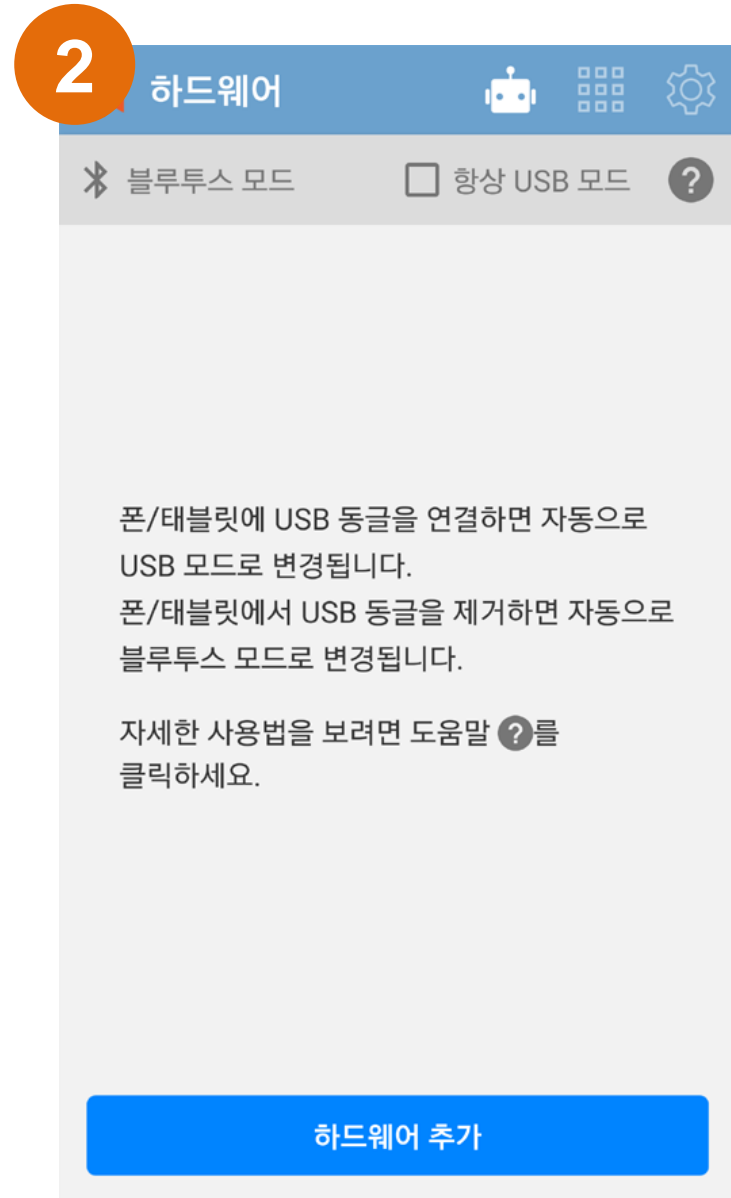 2
하드웨어
블루투스 모드
항상 USB 모드
?
폰/태블릿에 USB 동글을 연결하면 자동으로
USB 모드로 변경됩니다.
폰/태블릿에서 USB 동글을 제거하면 자동으로
블루투스 모드로 변경됩니다.
자세한 사용법을 보려면 도움말 ?를
클릭하세요.
하드웨어 추가